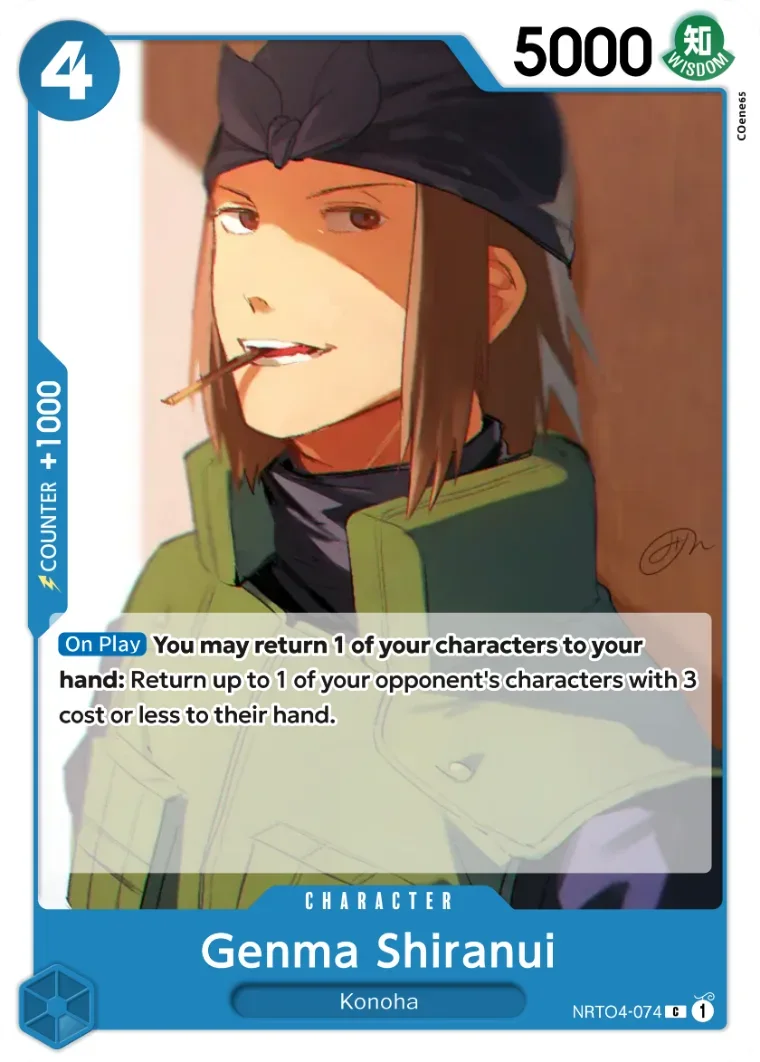 4
5000
知
WISDOM
COene65
COUNTER +1000
On Play You may return 1 of your characters to your
hand: Return up to 1 of your opponent's characters with 3
cost or less to their hand.
CHARACTER
Genma Shiranui
Konoha
NRTO4-074 C 1